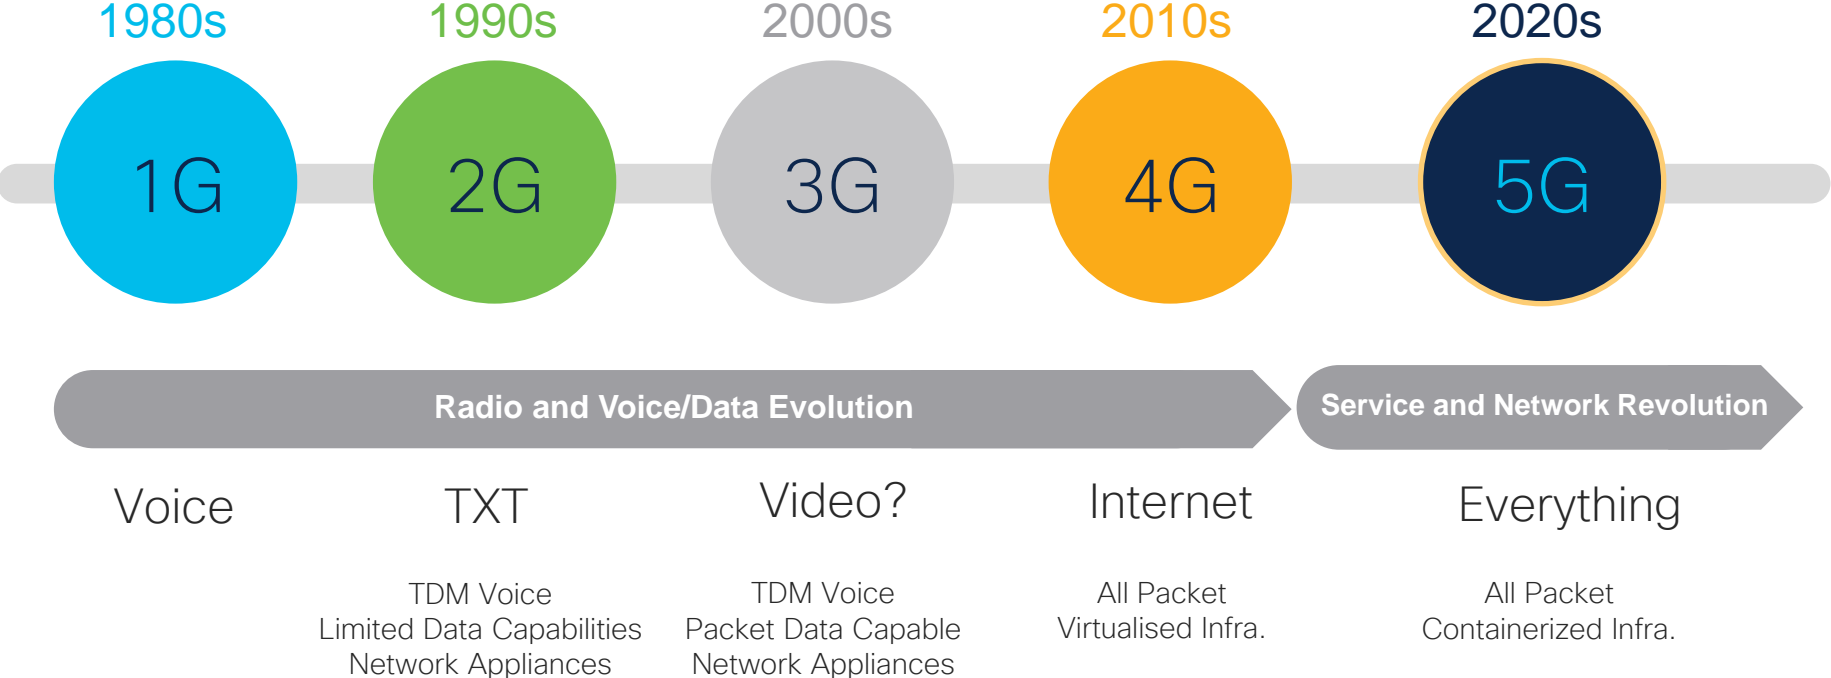 1980s
1990s
2000s
2010s
2020s
1G
2G
3G
4G
5G
Radio and Voice/Data Evolution
Service and Network Revolution
Voice
TXT
Video?
Internet
Everything
TDM Voice
Limited Data Capabilities
Network Appliances
TDM Voice
Packet Data Capable
Network Appliances
All Packet
Virtualised Infra.
All Packet
Containerized Infra.